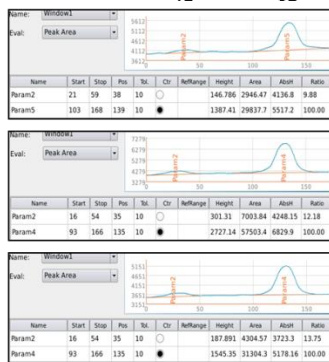 Name: Window1
Eval: Peak Area
5612
5112
4612
4112
3612
50 100 150
Param2
Param5
Name Start Stop Pos Tol. Ctr RefRange Height Area AbsH Ratio
Param2 21 59 38 10 146.786 2946.47 4136.8 9.88
Param5 103 168 139 10 1387.41 29837.7 5517.2 100.00
Name: Window1
Eval: Peak Area
7279
6279
5279
4279
3279
50 100 150
Param2
Param4
Name Start Stop Pos Tol. Ctr RefRange Height Area AbsH Ratio
Param2 16 54 35 10 301.31 7003.84 4248.15 12.18
Param4 93 166 135 10 2727.14 57503.4 6829.9 100.00
Name: Window1
Eval: Peak Area
5151
4651
4151
3651
3151
50 100 150
Param2
Param4
Name Start Stop Pos Tol. Ctr RefRange Height Area AbsH Ratio
Param2 16 54 35 10 187.891 4304.57 3723.3 13.75
Param4 93 166 135 10 1545.35 31304.3 5178.16 100.00